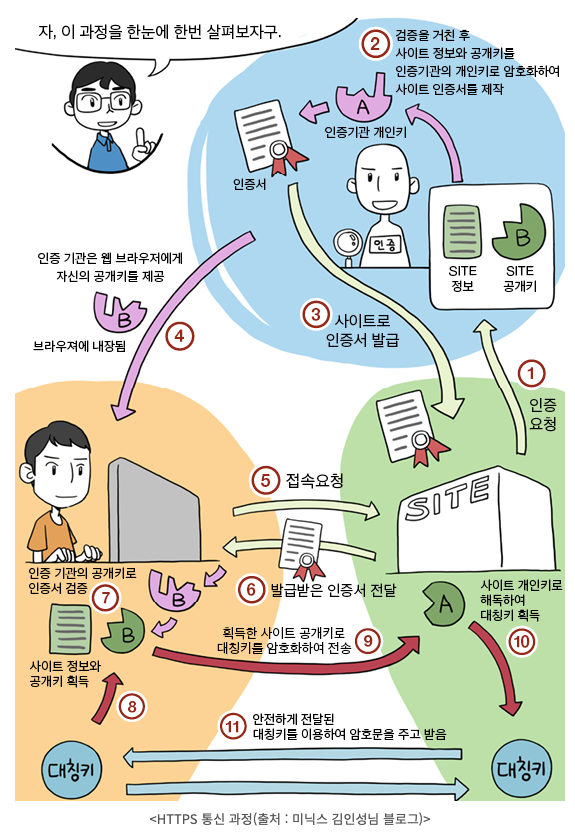 자, 이 과정을 한눈에 한번 살펴보자구.
2
검증을 거친 후
사이트 정보와 공개키를
인증기관의 개인키로 암호화하여
사이트 인증서를 제작
A
인증기관 개인키
인증서
인증
SITE
정보
B
SITE
공개키
인증 기관은 웹 브라우저에게
자신의 공개키를 제공
B
브라우져에 내장됨
4
3
사이트로
인증서 발급
1
인증
요청
5 접속요청
SITE
6 발급받은 인증서 전달
인증 기관의 공개키로
인증서 검증
7
B
B
사이트 정보와
공개키 획득
8
획득한 사이트 공개키로
대칭키를 암호화하여 전송
9
A
사이트 개인키로
해독하여
대칭키 획득
10
11
안전하게 전달된
대칭키를 이용하여 암호문을 주고 받음
대칭키
대칭키
<HTTPS 통신 과정(출처 : 미닉스 김인성님 블로그)>